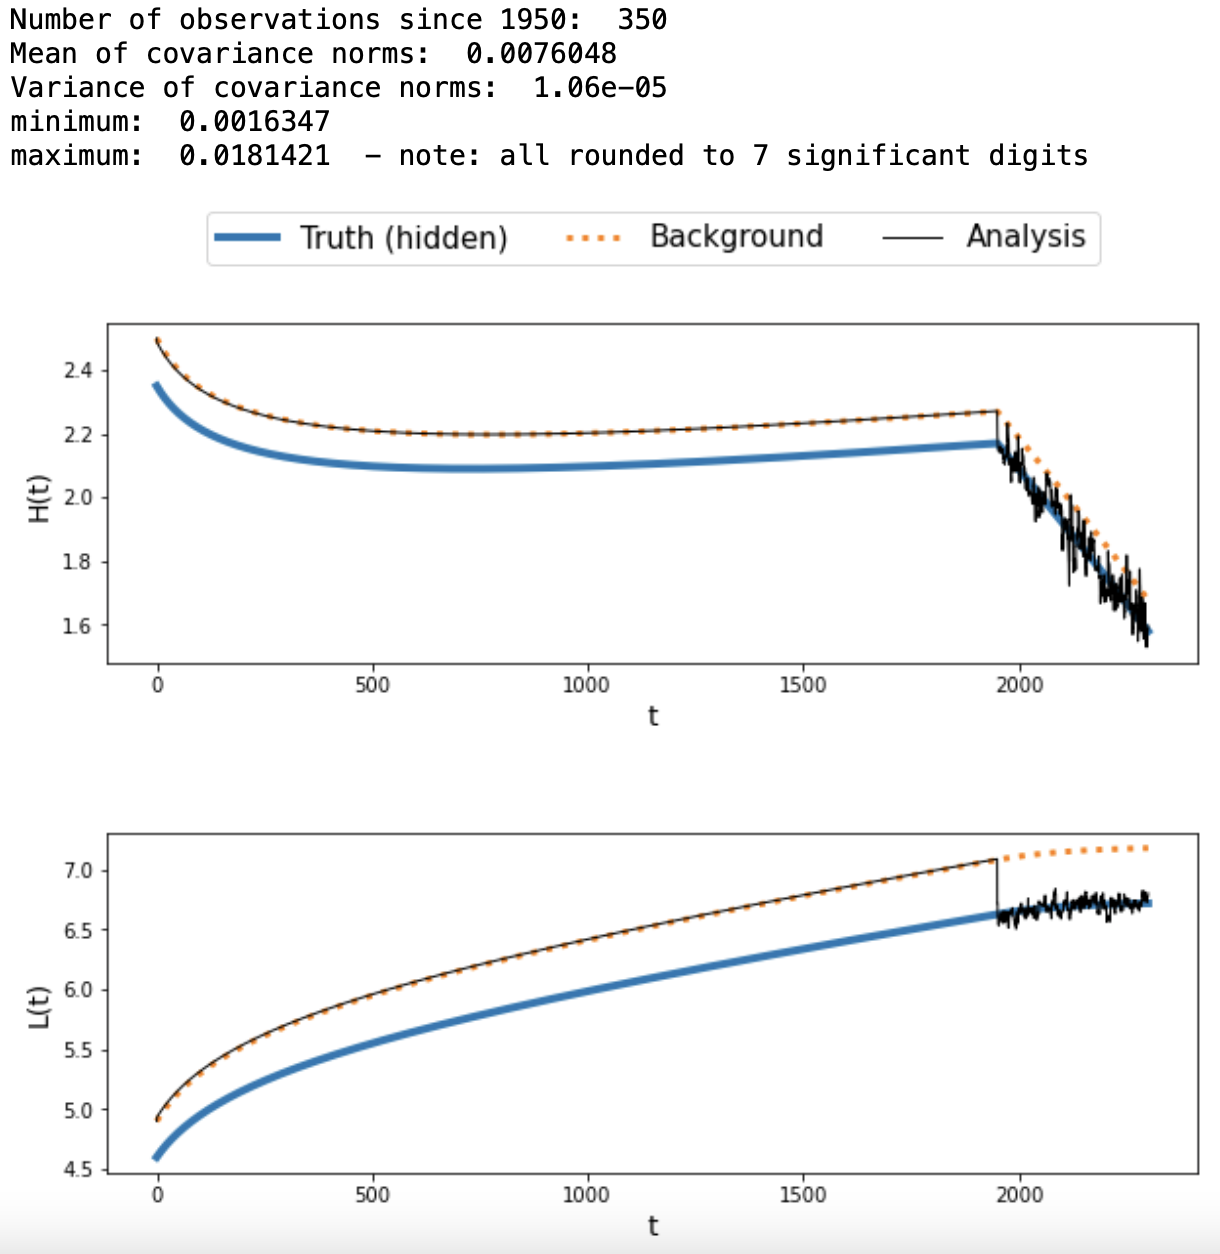 Number of observations since 1950:  350
Mean of covariance norms:  0.0076048
Variance of covariance norms:  1.06e-05
minimum:  0.0016347
maximum:  0.0181421  - note: all rounded to 7 significant digits
Truth (hidden) Background Analysis
2.4
2.2
2.0
1.8
1.6
H(t)
0 500 1000 1500 2000
t
7.0
6.5
6.0
5.5
5.0
4.5
L(t)
0 500 1000 1500 2000
t